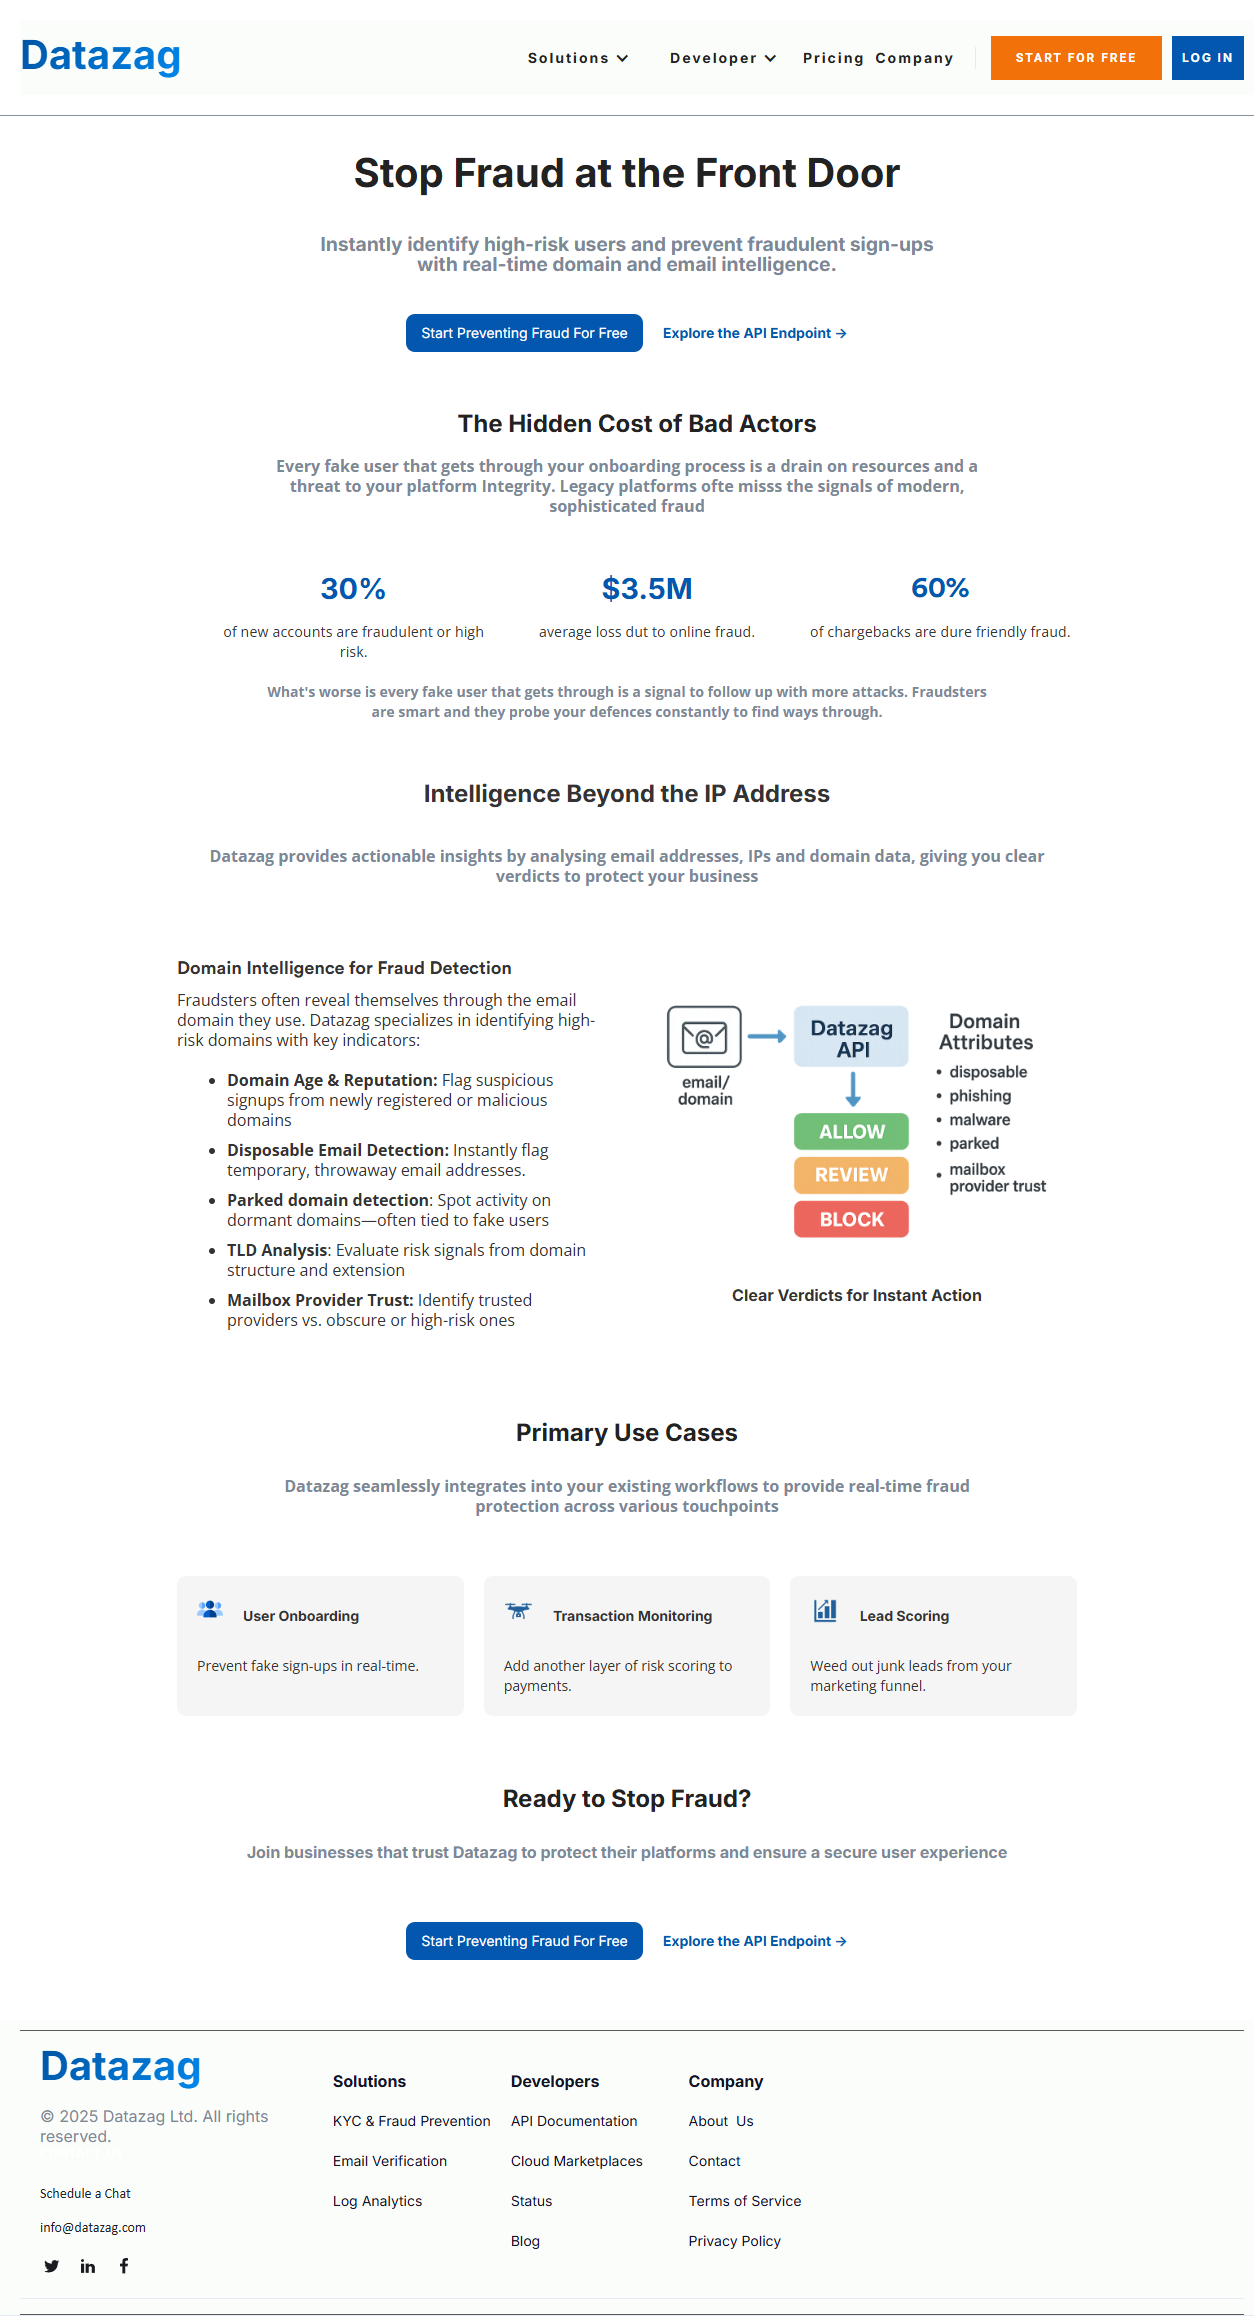 Datazag
Solutions
Developer
Pricing
Company
START FOR FREE
LOG IN
Stop Fraud at the Front Door
Instantly identify high-risk users and prevent fraudulent sign-ups
with real-time domain and email intelligence.
Start Preventing Fraud For Free
Explore the API Endpoint →
The Hidden Cost of Bad Actors
Every fake user that gets through your onboarding process is a drain on resources and a
threat to your platform Integrity. Legacy platforms ofte misss the signals of modern,
sophisticated fraud
30%
of new accounts are fraudulent or high
risk.
$3.5M
average loss dut to online fraud.
60%
of chargebacks are dure friendly fraud.
What's worse is every fake user that gets through is a signal to follow up with more attacks. Fraudsters
are smart and they probe your defences constantly to find ways through.
Intelligence Beyond the IP Address
Datazag provides actionable insights by analysing email addresses, IPs and domain data, giving you clear
verdicts to protect your business
Domain Intelligence for Fraud Detection
Fraudsters often reveal themselves through the email
domain they use. Datazag specializes in identifying high-
risk domains with key indicators:
• Domain Age & Reputation: Flag suspicious
signups from newly registered or malicious
domains
• Disposable Email Detection: Instantly flag
temporary, throwaway email addresses.
• Parked domain detection: Spot activity on
dormant domains—often tied to fake users
• TLD Analysis: Evaluate risk signals from domain
structure and extension
• Mailbox Provider Trust: Identify trusted
providers vs. obscure or high-risk ones
email/
domain
Datazag
API
ALLOW
REVIEW
BLOCK
Domain
Attributes
• disposable
• phishing
• malware
• parked
• mailbox
provider trust
Clear Verdicts for Instant Action
Primary Use Cases
Datazag seamlessly integrates into your existing workflows to provide real-time fraud
protection across various touchpoints
User Onboarding
Prevent fake sign-ups in real-time.
Transaction Monitoring
Add another layer of risk scoring to
payments.
Lead Scoring
Weed out junk leads from your
marketing funnel.
Ready to Stop Fraud?
Join businesses that trust Datazag to protect their platforms and ensure a secure user experience
Start Preventing Fraud For Free
Explore the API Endpoint →
Datazag
© 2025 Datazag Ltd. All rights
reserved.
Schedule a Chat
info@datazag.com
Solutions
KYC & Fraud Prevention
Email Verification
Log Analytics
Developers
API Documentation
Cloud Marketplaces
Status
Blog
Company
About Us
Contact
Terms of Service
Privacy Policy